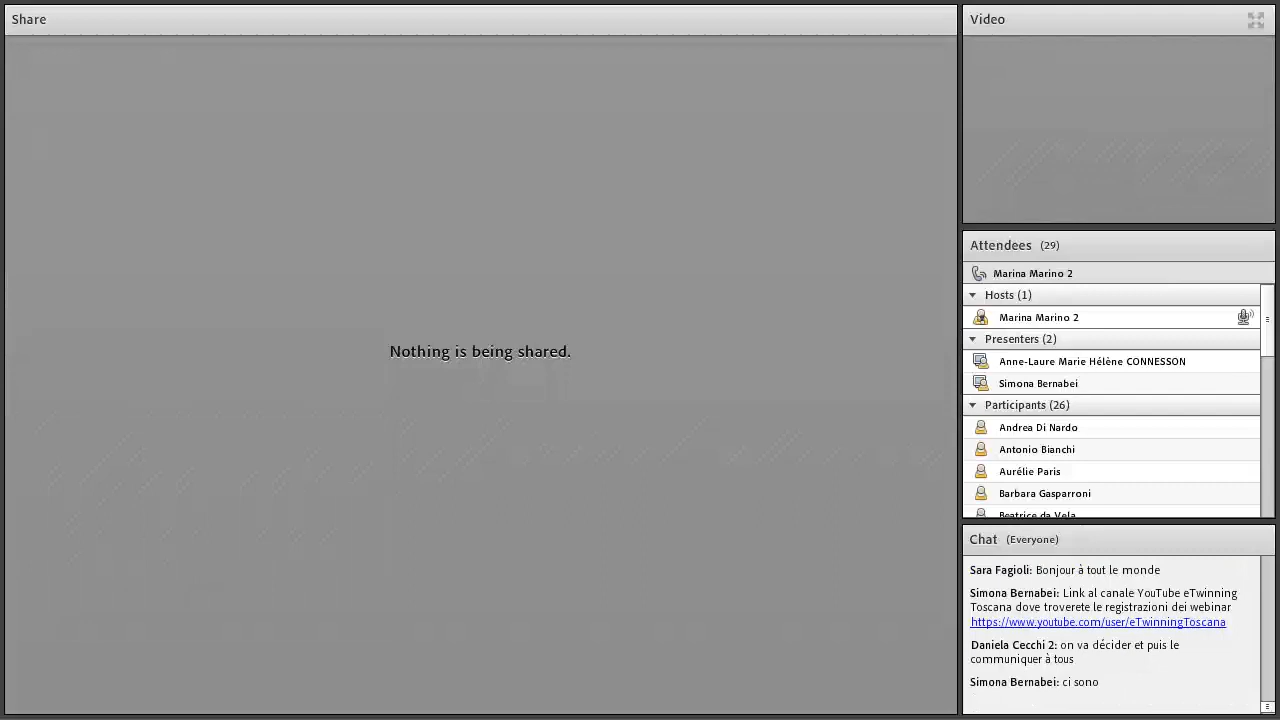 Share
Nothing is being shared.
Video
Attendees (29)
Marina Marino 2
Hosts (1)
Marina Marino 2
Presenters (2)
Anne-Laure Marie Hélène CONNESSON
Simona Bernabei
Participants (26)
Andrea Di Nardo
Antonio Bianchi
Aurélie Paris
Barbara Gasparroni
Beatrice da Vela
Chat (Everyone)
Sara Fagioli: Bonjour à tout le monde
Simona Bernabei: Link al canale YouTube eTwinning
Toscana dove troverete le registrazioni dei webinar
https://www.youtube.com/user/eTwinningToscana
Daniela Cecchi 2: on va décider et puis le
communiquer à tous
Simona Bernabei: ci sono